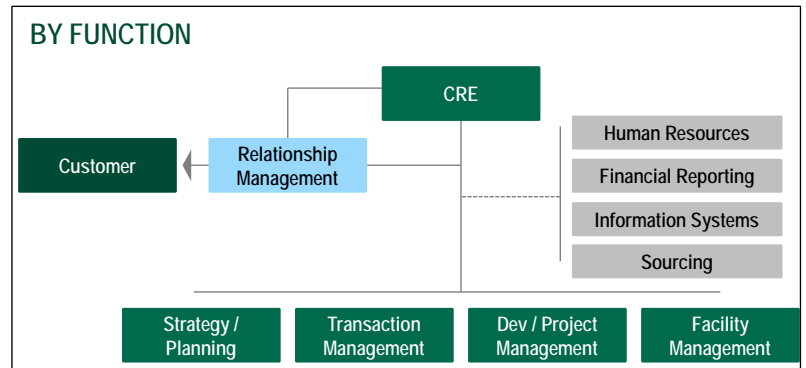 BY FUNCTION
CRE
Customer
Relationship
Management
Human Resources
Financial Reporting
Information Systems
Sourcing
Strategy /
Planning
Transaction
Management
Dev / Project
Management
Facility
Management